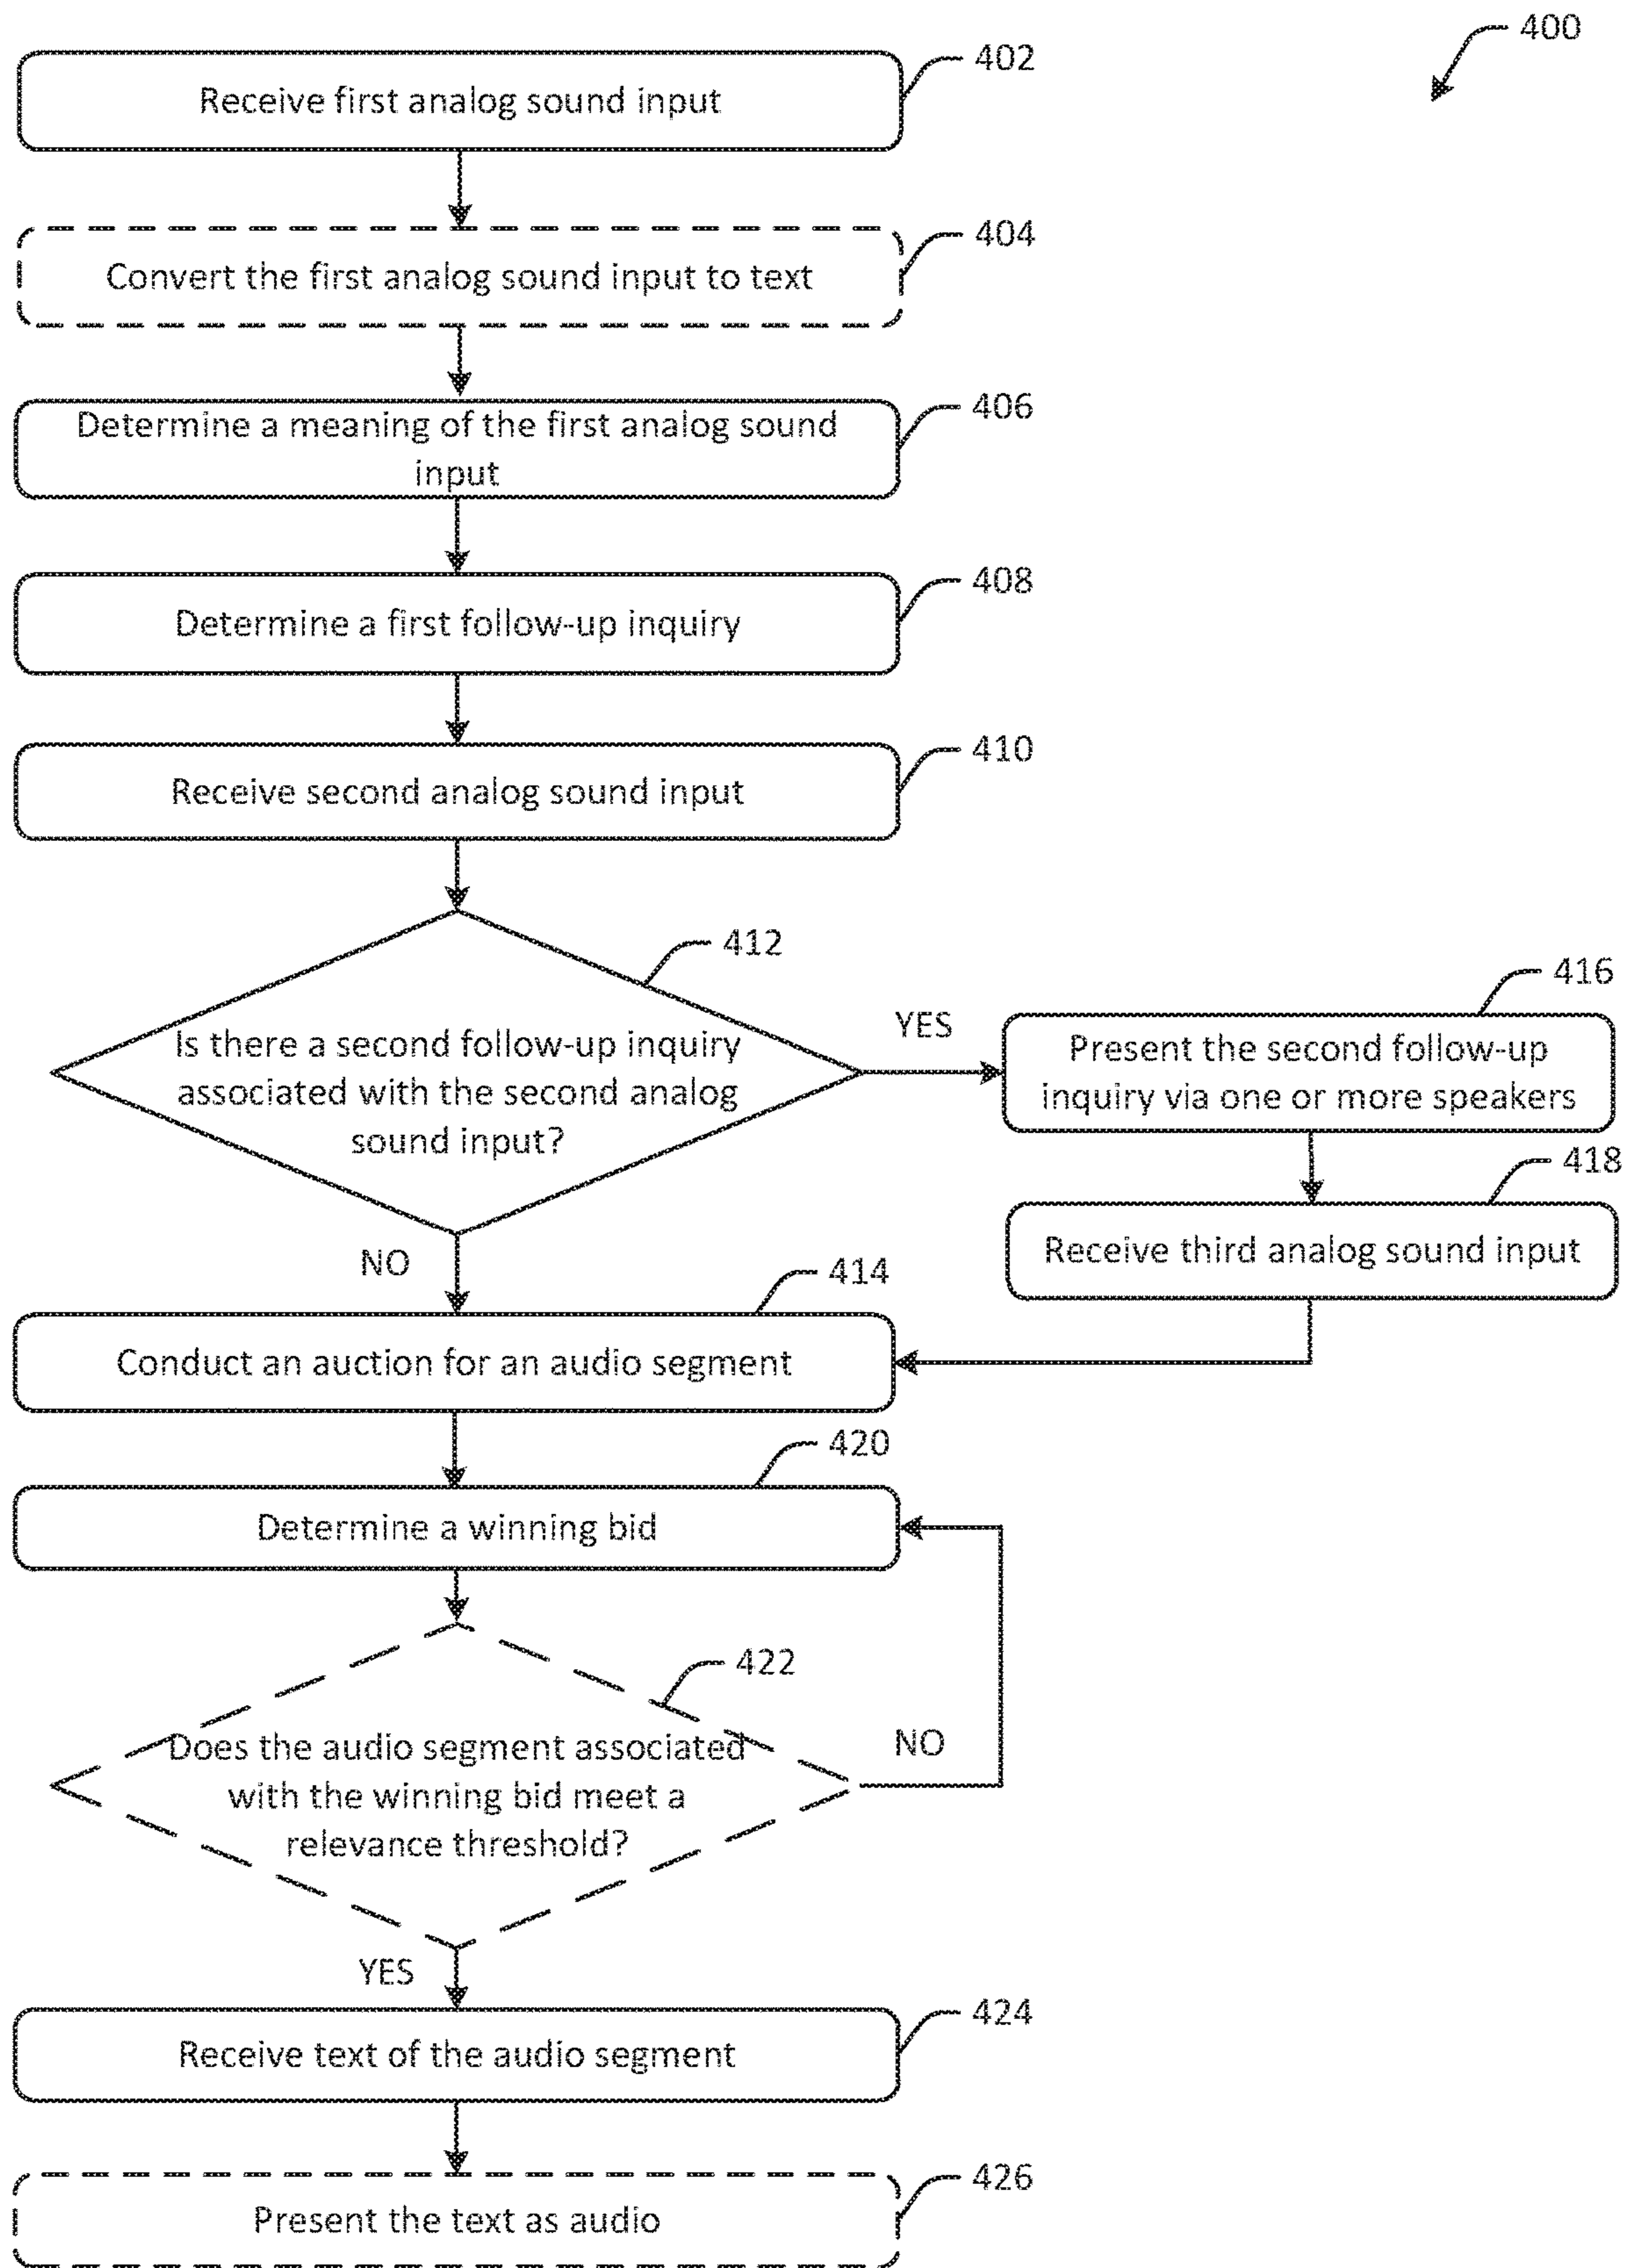 400
402
Receive first analog sound input
404
Convert the first analog sound input to text
406
Determine a meaning of the first analog sound
input
408
Determine a first follow-up inquiry
410
Receive second analog sound input
412
Is there a second follow-up inquiry
associated with the second analog
sound input?
YES
416
Present the second follow-up
inquiry via one or more speakers
418
Receive third analog sound input
NO
414
Conduct an auction for an audio segment
420
Determine a winning bid
422
Does the audio segment associated
with the winning bid meet a
relevance threshold?
NO
YES
424
Receive text of the audio segment
426
Present the text as audio